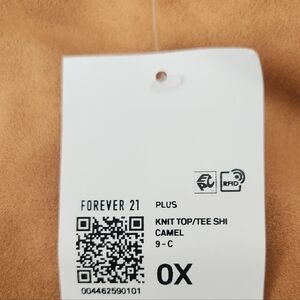 RFID
FOREVER 21
PLUS
KNIT TOP/TEE SHI
CAMEL
9 - C
0X
004462590101